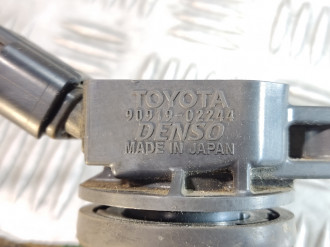 TOYOTA
90919-02244
DENSO
MADE IN JAPAN